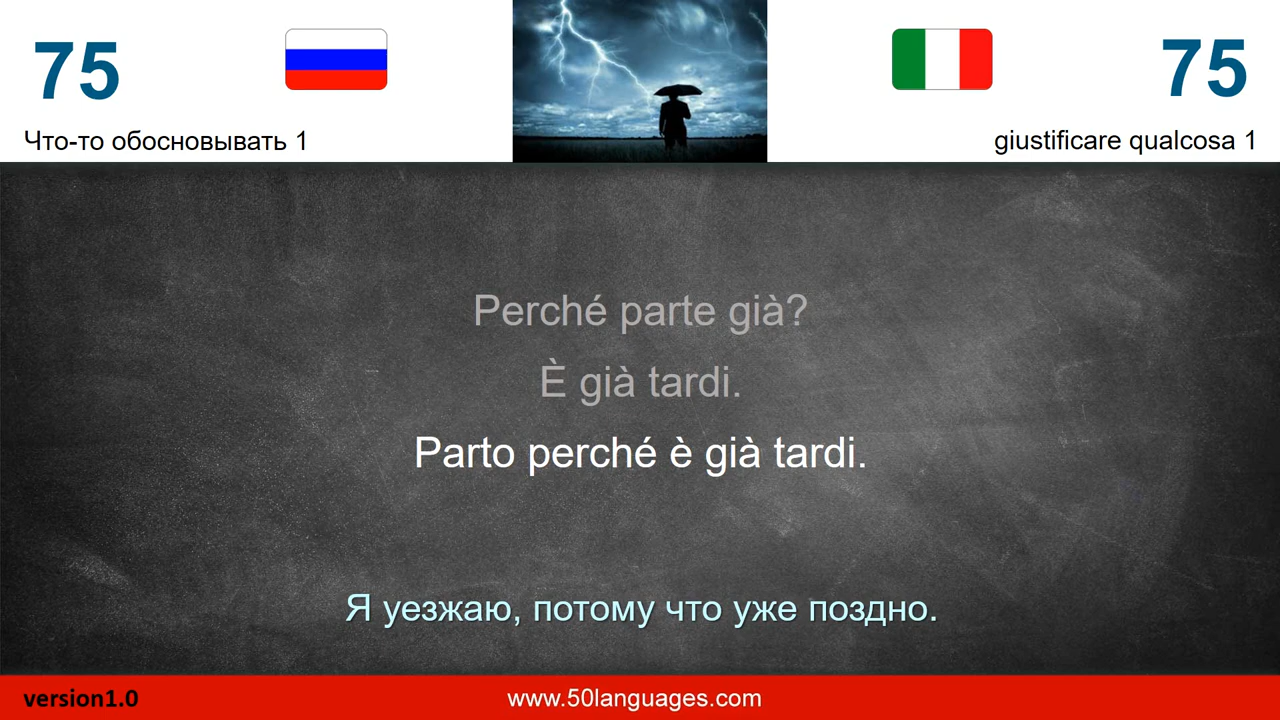 75
75
Что-то обосновывать 1
giustificare qualcosa 1
Perché parte già?
È già tardi.
Parto perché è già tardi.
Я уезжаю, потому что уже поздно.
version1.0
www.50languages.com